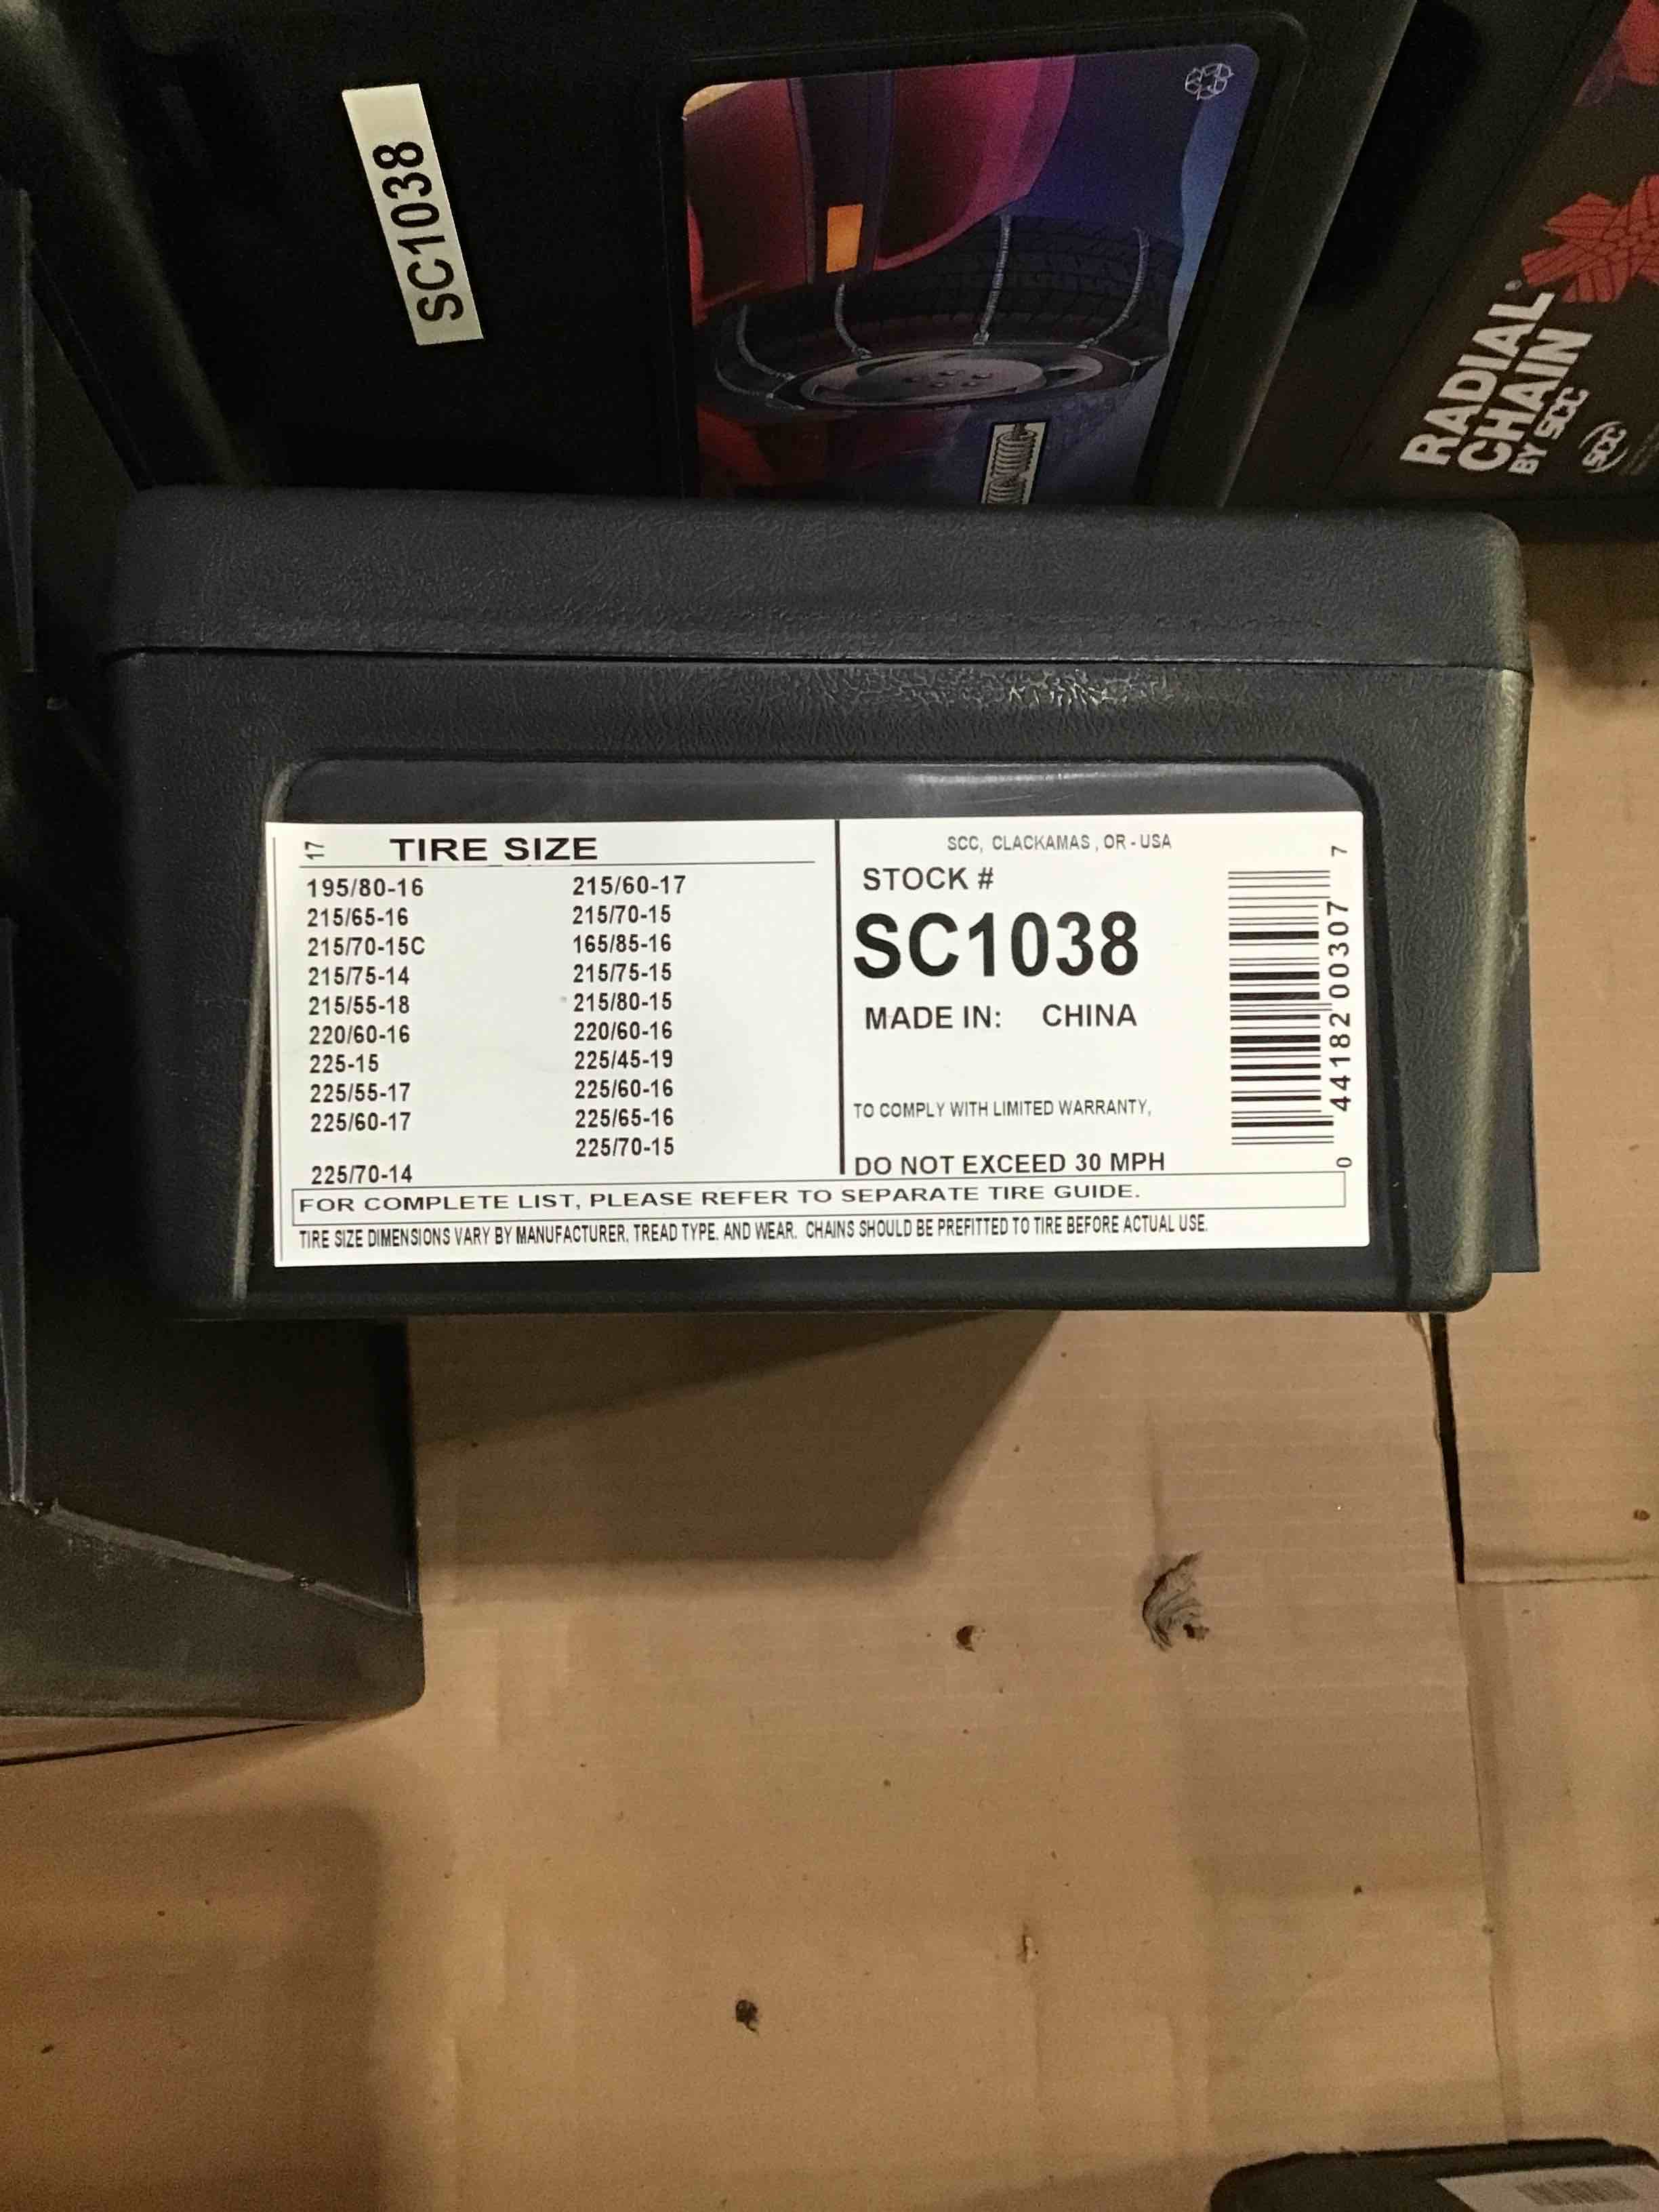 SC1038
RADIAL®
CHAIN
BY SCC
SCC
17
TIRE SIZE
195/80-16 215/60-17
215/65-16 215/70-15
215/70-15C 165/85-16
215/75-14 215/75-15
215/55-18 215/80-15
220/60-16 220/60-16
225-15 225/45-19
225/55-17 225/60-16
225/60-17 225/65-16
225/70-15
225/70-14
SCC, CLACKAMAS , OR - USA
STOCK #
SC1038
MADE IN: CHINA
TO COMPLY WITH LIMITED WARRANTY,
DO NOT EXCEED 30 MPH
0 44182 00307 7
FOR COMPLETE LIST, PLEASE REFER TO SEPARATE TIRE GUIDE.
TIRE SIZE DIMENSIONS VARY BY MANUFACTURER, TREAD TYPE. AND WEAR. CHAINS SHOULD BE PREFITTED TO TIRE BEFORE ACTUAL USE.